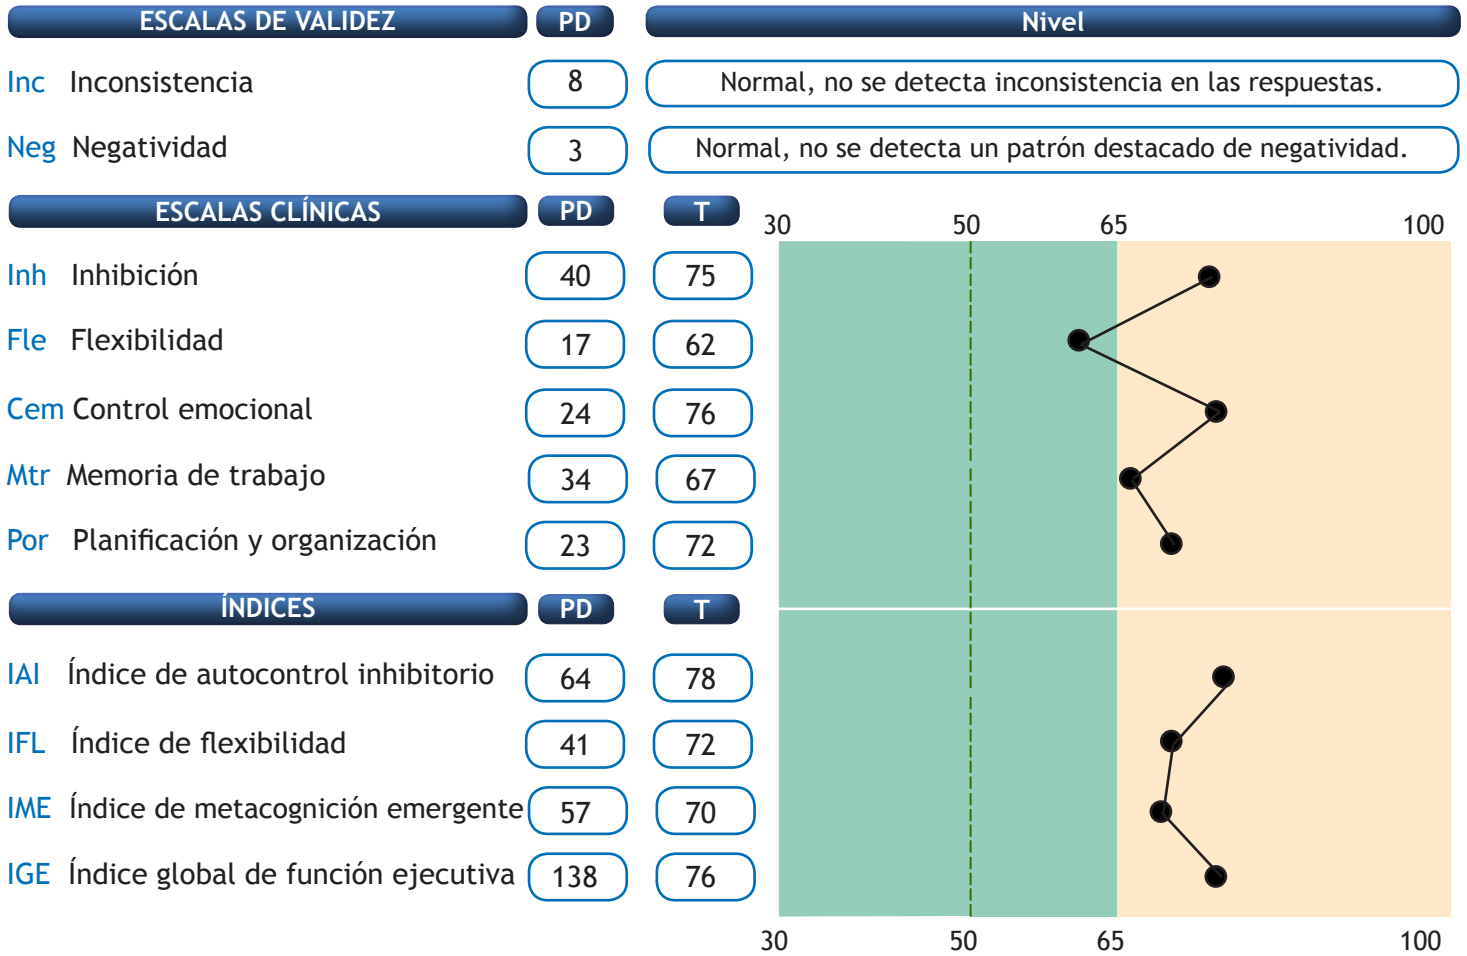 ESCALAS DE VALIDEZ PD Nivel
Inc Inconsistencia 8 Normal, no se detecta inconsistencia en las respuestas.
Neg Negatividad 3 Normal, no se detecta un patrón destacado de negatividad.
ESCALAS CLÍNICAS PD T 30 50 65 100
Inh Inhibición 40 75
Fle Flexibilidad 17 62
Cem Control emocional 24 76
Mtr Memoria de trabajo 34 67
Por Planificación y organización 23 72
ÍNDICES PD T
IAI Índice de autocontrol inhibitorio 64 78
IFL Índice de flexibilidad 41 72
IME Índice de metacognición emergente 57 70
IGE Índice global de función ejecutiva 138 76
30 50 65 100